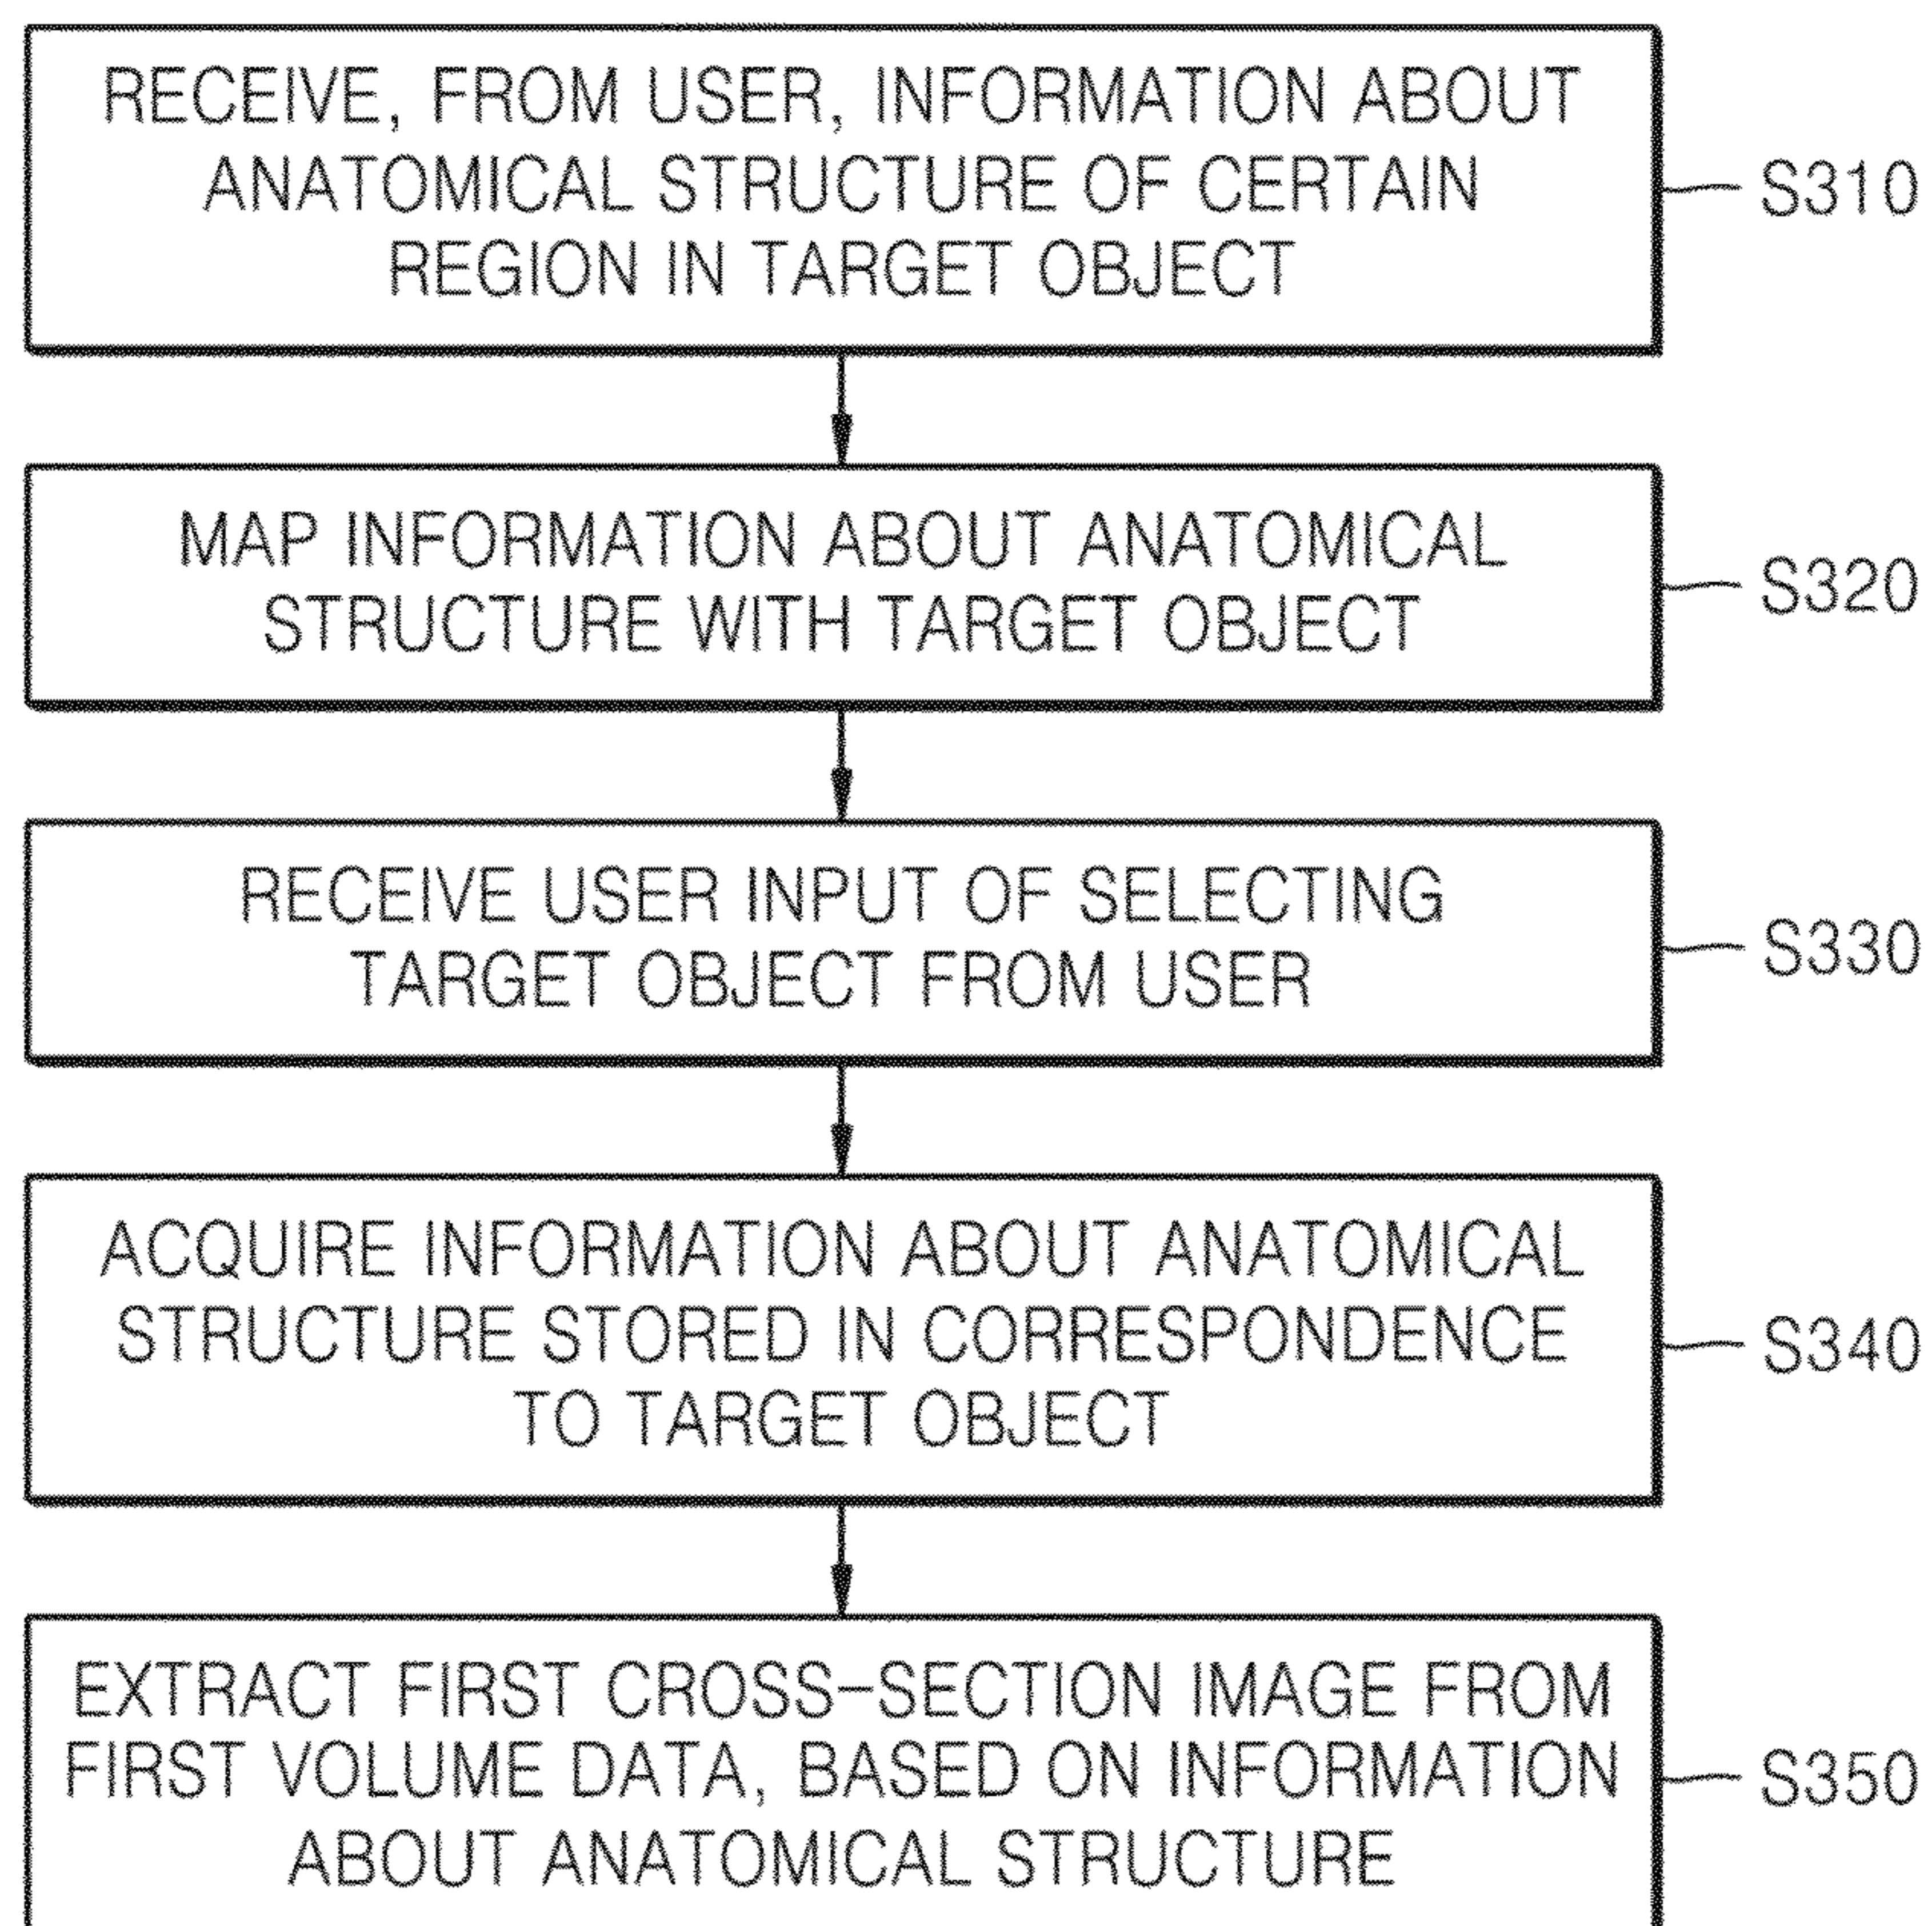 RECEIVE, FROM USER, INFORMATION ABOUT
ANATOMICAL STRUCTURE OF CERTAIN
REGION IN TARGET OBJECT
S310
MAP INFORMATION ABOUT ANATOMICAL
STRUCTURE WITH TARGET OBJECT
S320
RECEIVE USER INPUT OF SELECTING
TARGET OBJECT FROM USER
S330
ACQUIRE INFORMATION ABOUT ANATOMICAL
STRUCTURE STORED IN CORRESPONDENCE
TO TARGET OBJECT
S340
EXTRACT FIRST CROSS-SECTION IMAGE FROM
FIRST VOLUME DATA, BASED ON INFORMATION
ABOUT ANATOMICAL STRUCTURE
S350